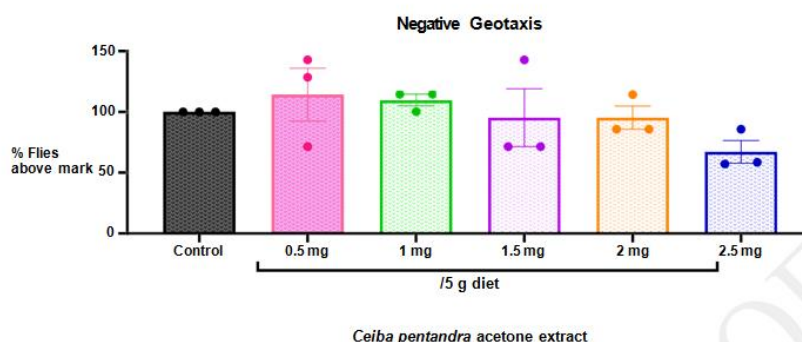 Negative Geotaxis
150
100
50
0
% Flies
above mark
Control 0.5 mg 1 mg 1.5 mg 2 mg 2.5 mg
/5 g diet
Ceiba pentandra acetone extract